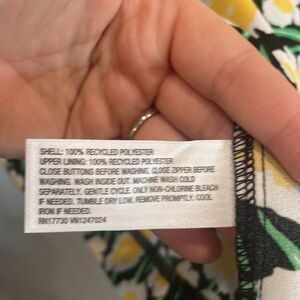 SHELL: 100% RECYCLED POLYESTER
UPPER LINING: 100% RECYCLED POLYESTER
CLOSE BUTTONS BEFORE WASHING. CLOSE ZIPPER BEFORE
WASHING. WASH INSIDE OUT. MACHINE WASH COLD
SEPARATELY. GENTLE CYCLE. ONLY NON-CHLORINE BLEACH
IF NEEDED. TUMBLE DRY LOW. REMOVE PROMPTLY. COOL
IRON IF NEEDED.
RN17730 VN1247024